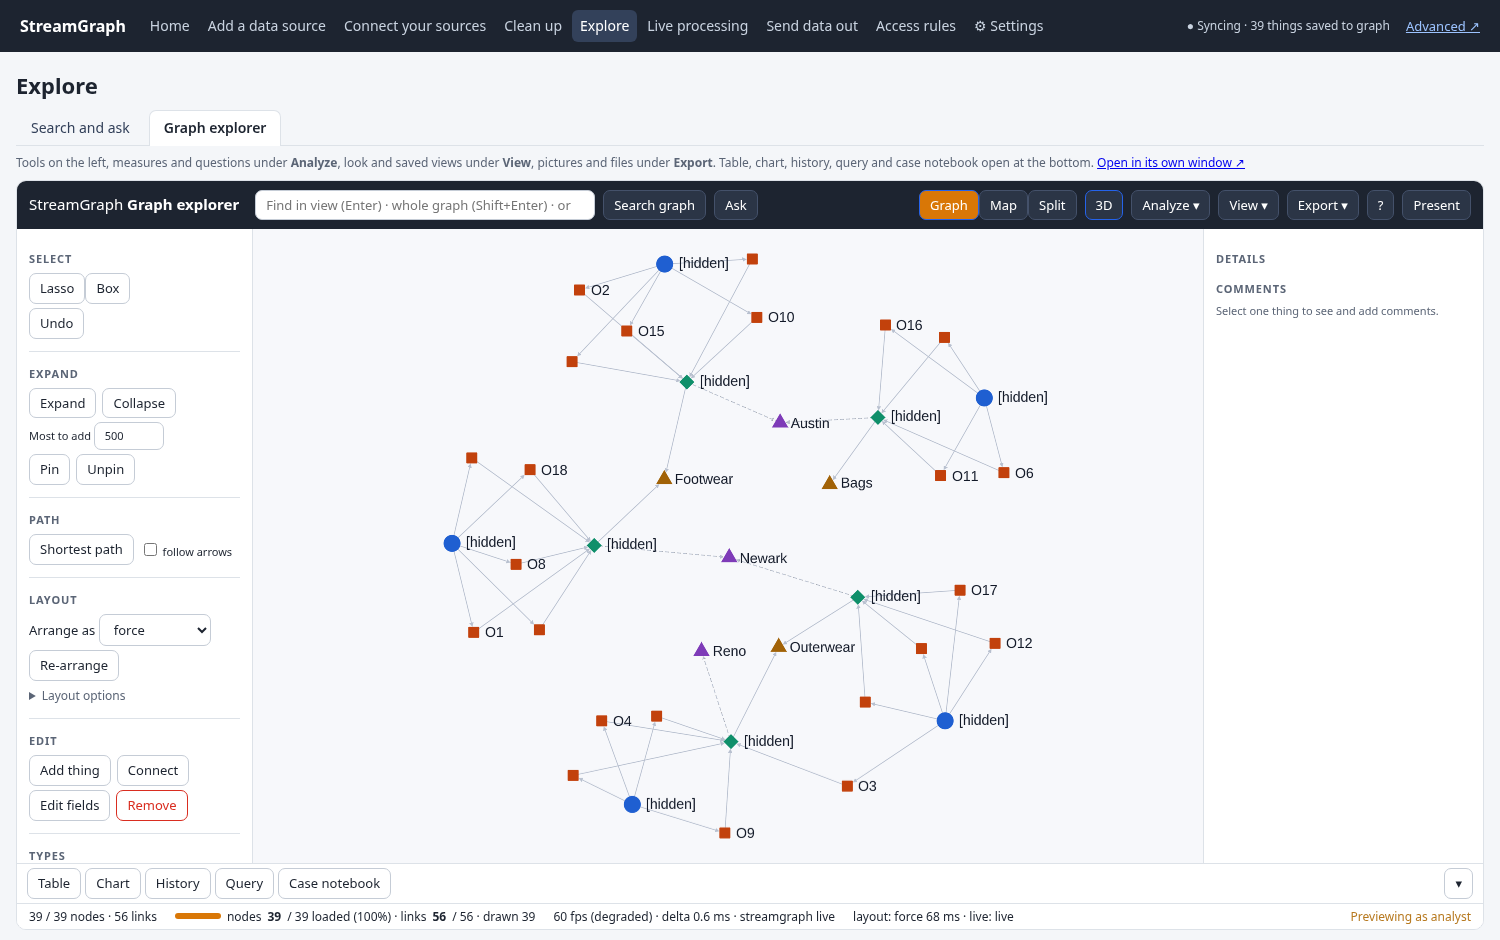 StreamGraph Home Add a data source Connect your sources Clean up Explore Live processing Send data out Access rules ⚙ Settings ● Syncing · 39 things saved to graph Advanced ↗
Explore
Search and ask Graph explorer
Tools on the left, measures and questions under Analyze, look and saved views under View, pictures and files under Export. Table, chart, history, query and case notebook open at the bottom. Open in its own window ↗
StreamGraph Graph explorer Find in view (Enter) · whole graph (Shift+Enter) · or Search graph Ask Graph Map Split 3D Analyze ▾ View ▾ Export ▾ ? Present
SELECT
Lasso Box
Undo
EXPAND
Expand Collapse
Most to add 500
Pin Unpin
PATH
Shortest path follow arrows
LAYOUT
Arrange as force
Re-arrange
▶ Layout options
EDIT
Add thing Connect
Edit fields Remove
TYPES
[hidden]
O2
O15
O10
[hidden]
O16
[hidden]
[hidden]
Austin
O11
O6
Footwear
Bags
O18
[hidden]
[hidden]
O8
Newark
O1
[hidden]
O17
O12
Reno
Outerwear
O4
[hidden]
[hidden]
O3
[hidden]
O9
DETAILS
COMMENTS
Select one thing to see and add comments.
Table Chart History Query Case notebook ▾
39 / 39 nodes · 56 links nodes 39 / 39 loaded (100%) · links 56 / 56 · drawn 39 60 fps (degraded) · delta 0.6 ms · streamgraph live layout: force 68 ms · live: live Previewing as analyst